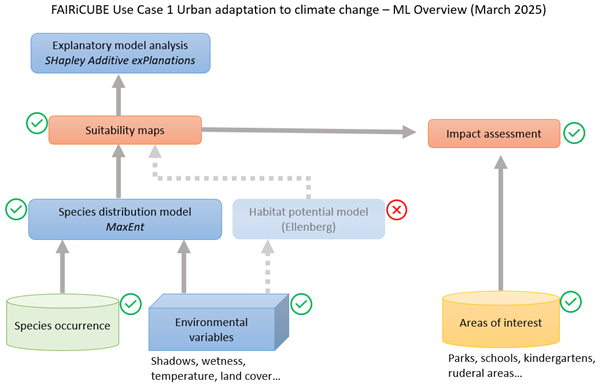 FAIRiCUBE Use Case 1 Urban adaptation to climate change – ML Overview (March 2025)
Explanatory model analysis
SHapley Additive exPlanations
Suitability maps
Impact assessment
Species distribution model
MaxEnt
Habitat potential model
(Ellenberg)
Species occurrence
Environmental
variables
Areas of interest
Shadows, wetness,
temperature, land cover...
Parks, schools, kindergartens,
ruderal areas...